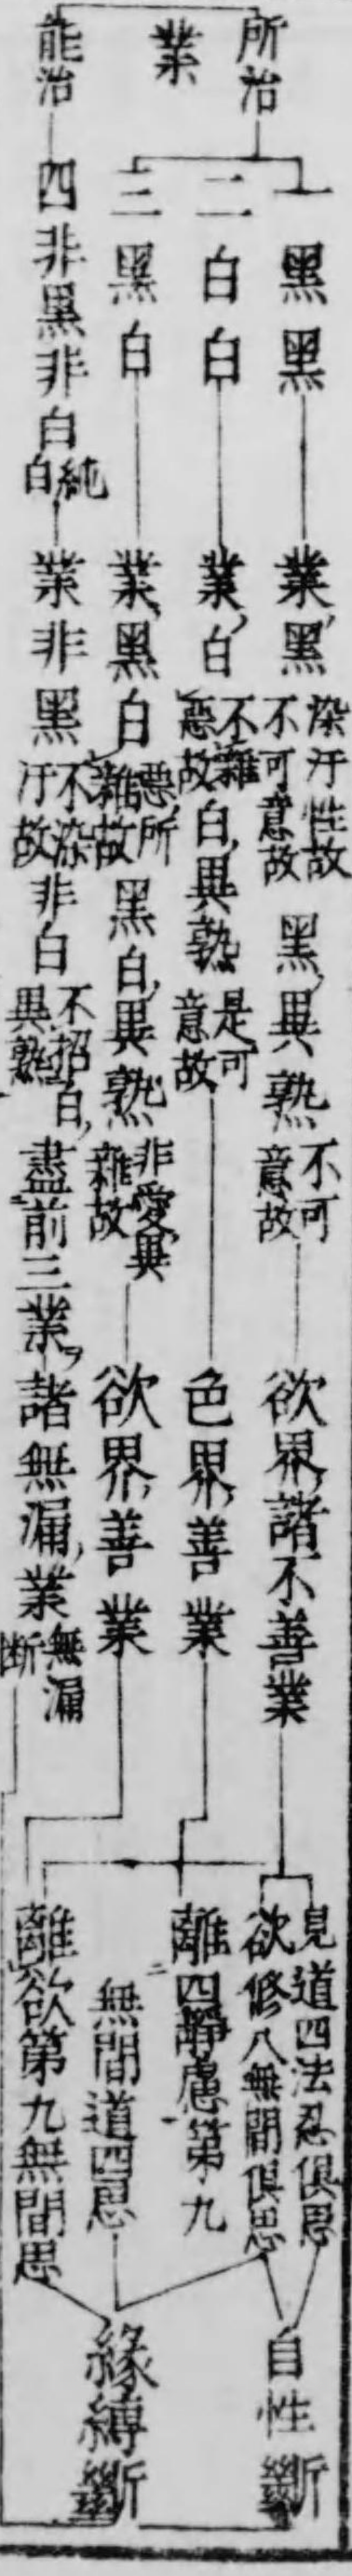 業
所治
一黑黑業黑染汙性故不可意故黑異熟不可意故欲界諸不善業
二白白業白不雜惡故白異熟是可意故色界善業
三黑白業黑白惡所雜故黑白異熟非愛異雜故欲界善業
能治
四非黑非白純白業非黑不染汙故非白不招白異熟盡前三業諸無漏業無漏断
見道四法忍俱思
欲修八無間俱思
離四靜慮第九
無間道四思
離欲第九無間思
自性斷
緣縛斷